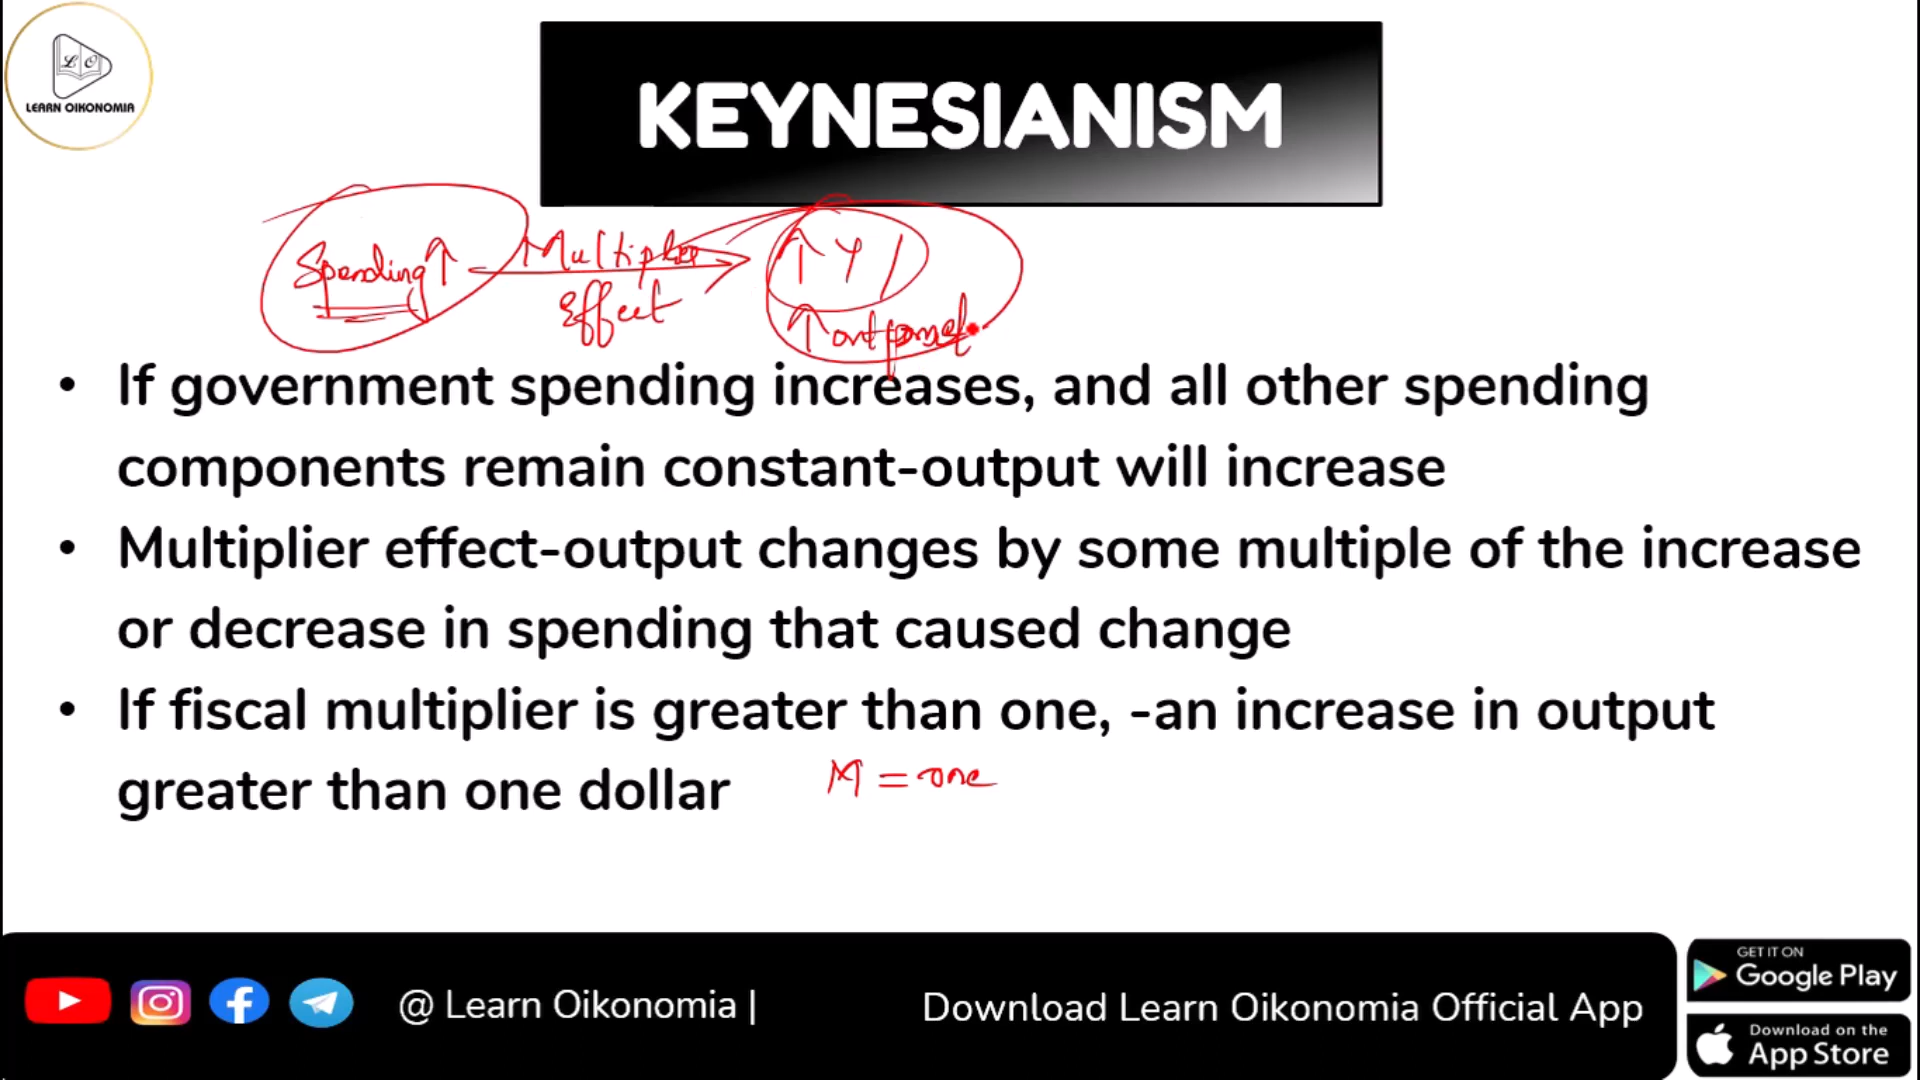 LO
LEARN OIKONOMIA
KEYNESIANISM
Spending↑ Multiplier Effect ↑Y/
↑output
• If government spending increases, and all other spending
components remain constant-output will increase
• Multiplier effect-output changes by some multiple of the increase
or decrease in spending that caused change
• If fiscal multiplier is greater than one, -an increase in output
greater than one dollar M = one
@ Learn Oikonomia | Download Learn Oikonomia Official App
GET IT ON
Google Play
Download on the
App Store